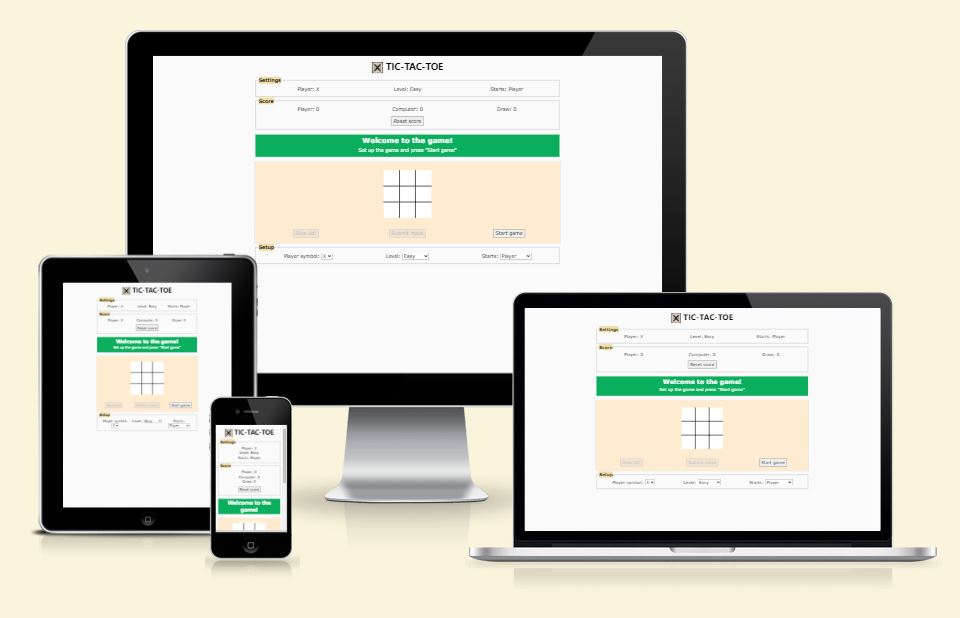 TIC-TAC-TOE
Settings
Player: X Level: Easy Starts: Player
Score
Player: 0 Computer: 0 Draw: 0
Reset score
Welcome to the game!
Set up the game and press "Start game!"
Give up! Submit move Start game
Setup
Player symbol: X Level: Easy Starts: Player
TIC-TAC-TOE
Settings
Player: X Level: Easy Starts: Player
Score
Player: 0 Computer: 0 Draw: 0
Reset score
Welcome to the game!
Set up the game and press "Start game!"
Start game
Setup
Player symbol: Level: Easy Starts:
X Player
TIC-TAC-TOE
Settings
Player: X
Level: Easy
Starts: Player
Score
Player: 0
Computer: 0
Draw: 0
Reset score
Welcome to the
game!
TIC-TAC-TOE
Settings
Player: X Level: Easy Starts: Player
Score
Player: 0 Computer: 0 Draw: 0
Reset score
Welcome to the game!
Set up the game and press "Start game!"
Give up! Submit move Start game
Setup
Player symbol: X Level: Easy Starts: Player